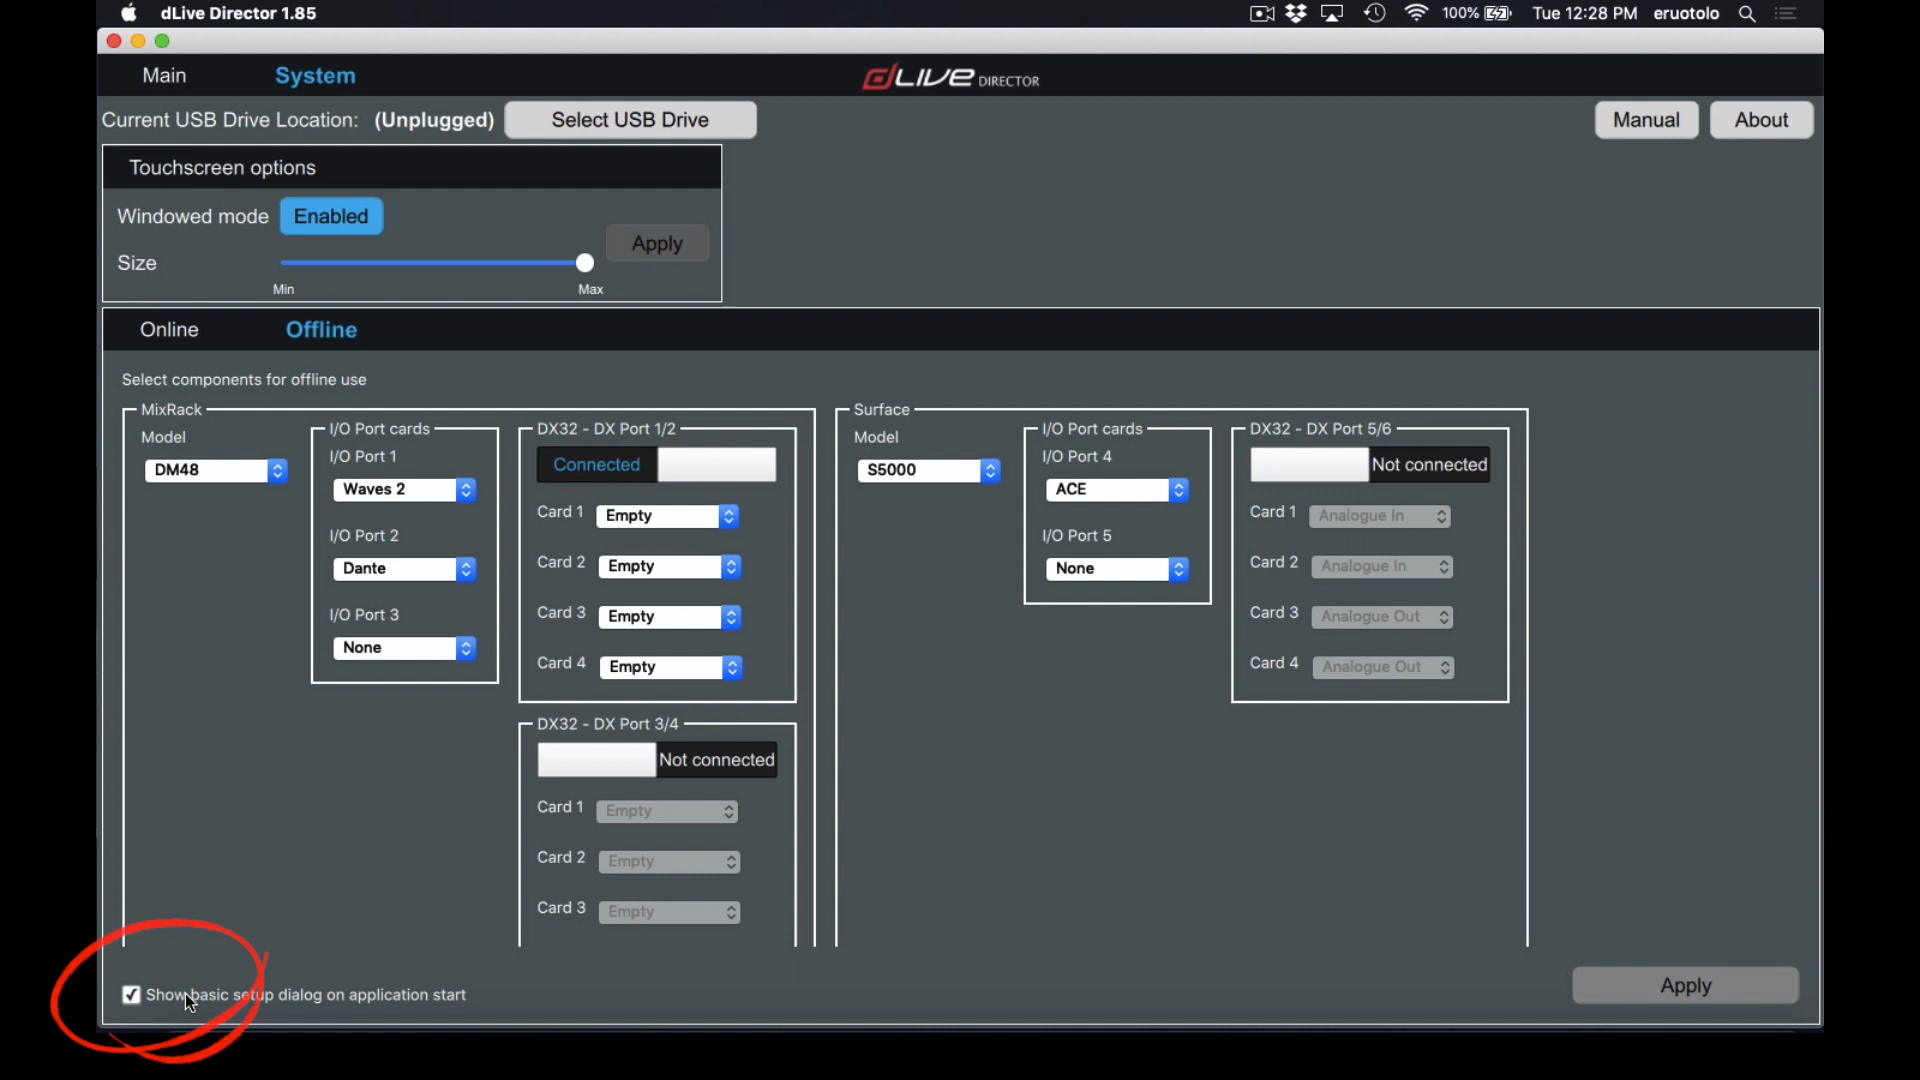 dLive Director 1.85
100%
Tue 12:28 PM
eruotolo
Main
System
dLIVE DIRECTOR
Current USB Drive Location: (Unplugged)
Select USB Drive
Manual
About
Touchscreen options
Windowed mode
Enabled
Apply
Size
Min
Max
Online
Offline
Select components for offline use
MixRack
Model
DM48
I/O Port cards
I/O Port 1
Waves 2
I/O Port 2
Dante
I/O Port 3
None
DX32 - DX Port 1/2
Connected
Card 1 Empty
Card 2 Empty
Card 3 Empty
Card 4 Empty
DX32 - DX Port 3/4
Not connected
Card 1 Empty
Card 2 Empty
Card 3 Empty
Surface
Model
S5000
I/O Port cards
I/O Port 4
ACE
I/O Port 5
None
DX32 - DX Port 5/6
Not connected
Card 1 Analogue In
Card 2 Analogue In
Card 3 Analogue Out
Card 4 Analogue Out
Show basic setup dialog on application start
Apply